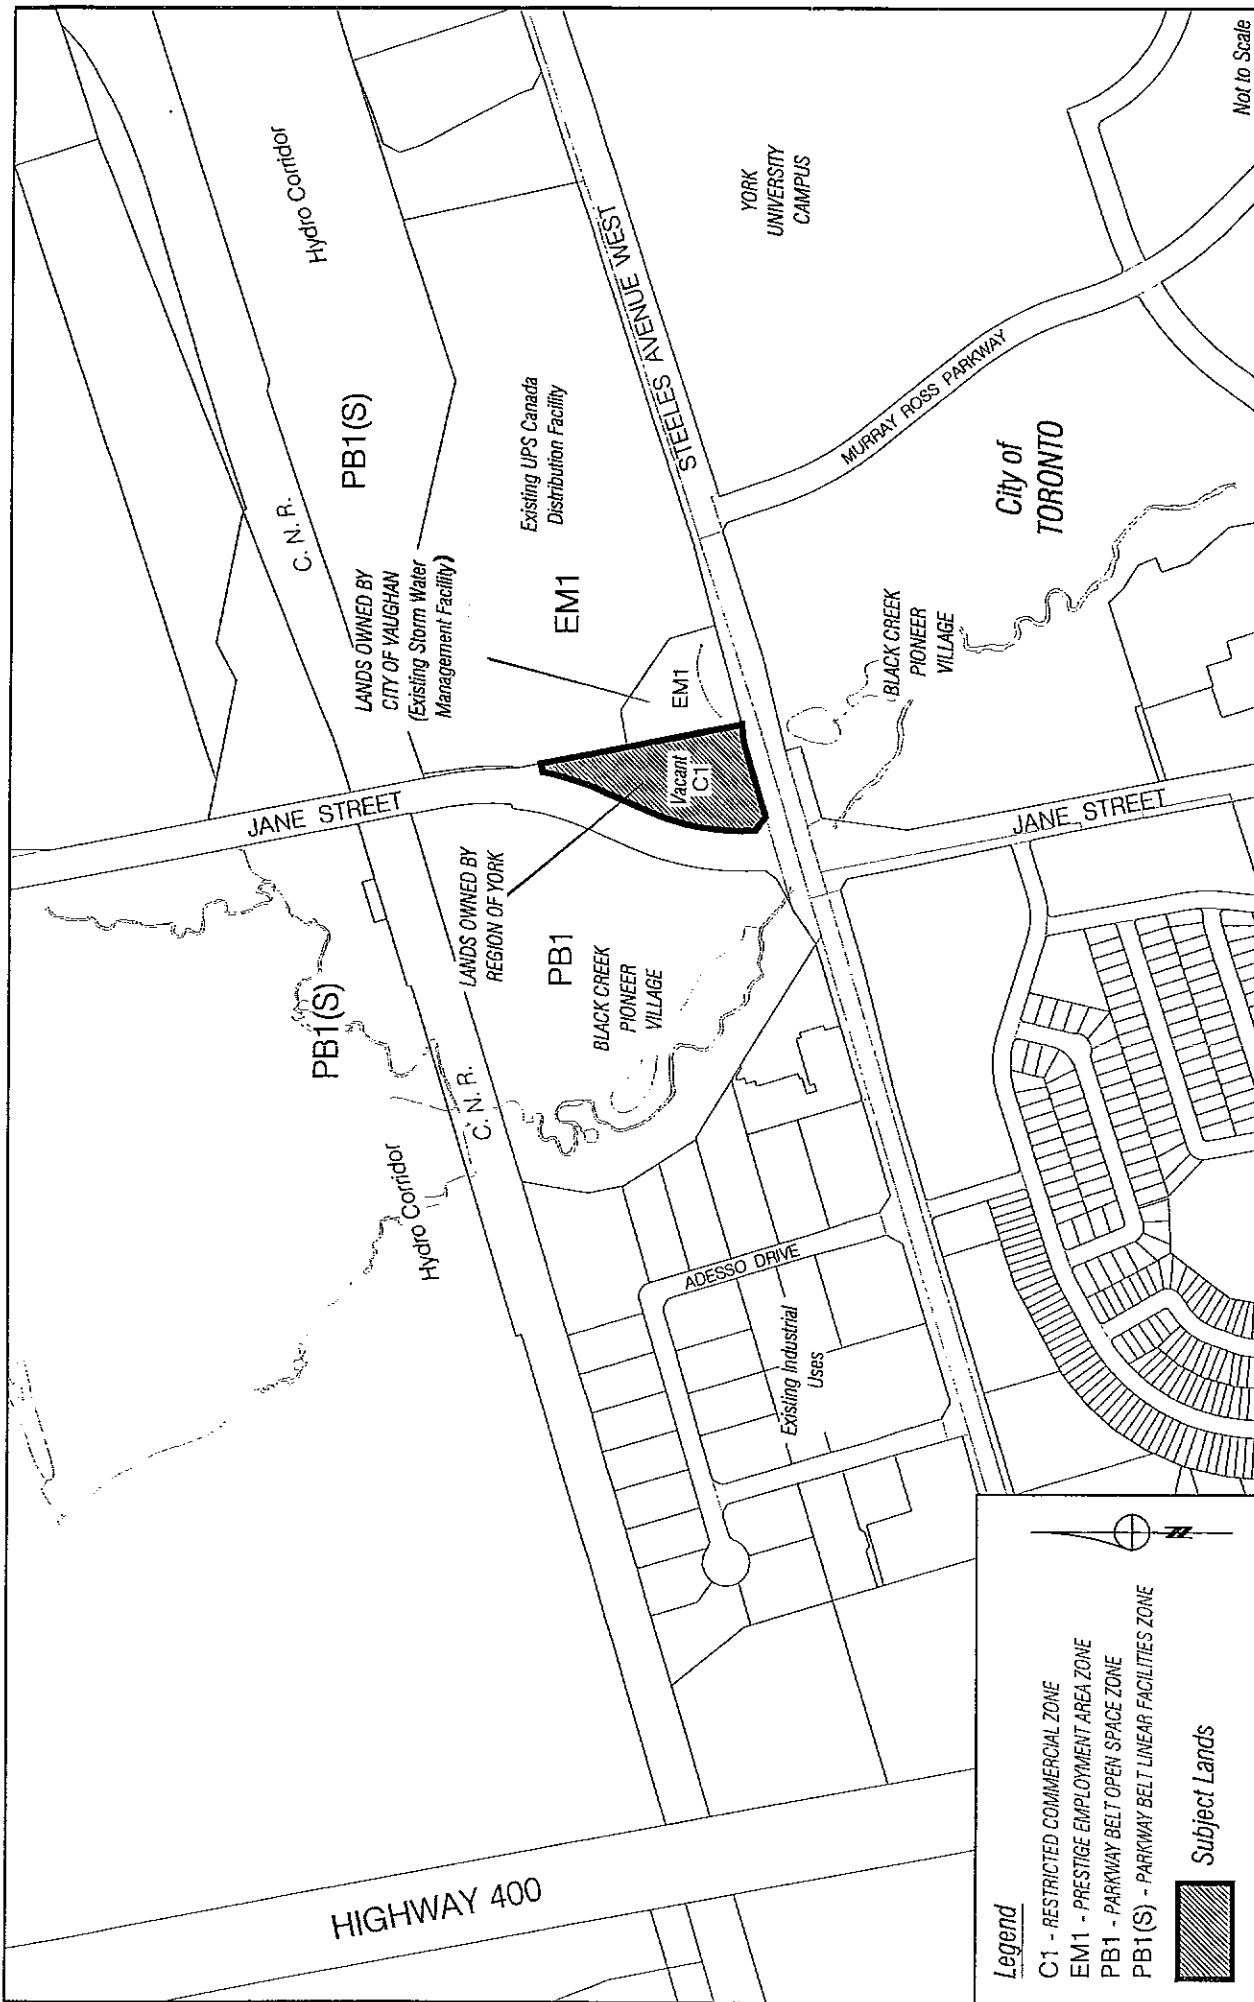 Hydro Corridor
PB1(S)
C. N. R.
LANDS OWNED BY
CITY OF VAUGHAN
(Existing Storm Water
Management Facility)
Existing UPS Canada
Distribution Facility
EM1
EM1
STEELES AVENUE WEST
YORK
UNIVERSITY
CAMPUS
MURRAY ROSS PARKWAY
City of
TORONTO
BLACK CREEK
PIONEER
VILLAGE
Vacant
C1
JANE STREET
JANE STREET
LANDS OWNED BY
REGION OF YORK
PB1
BLACK CREEK
PIONEER
VILLAGE
PB1(S)
C. N. R.
Hydro Corridor
ADESSO DRIVE
Existing Industrial
Uses
HIGHWAY 400
Legend
C1 - RESTRICTED COMMERCIAL ZONE
EM1 - PRESTIGE EMPLOYMENT AREA ZONE
PB1 - PARKWAY BELT OPEN SPACE ZONE
PB1(S) - PARKWAY BELT LINEAR FACILITIES ZONE
Subject Lands
N
Not to Scale